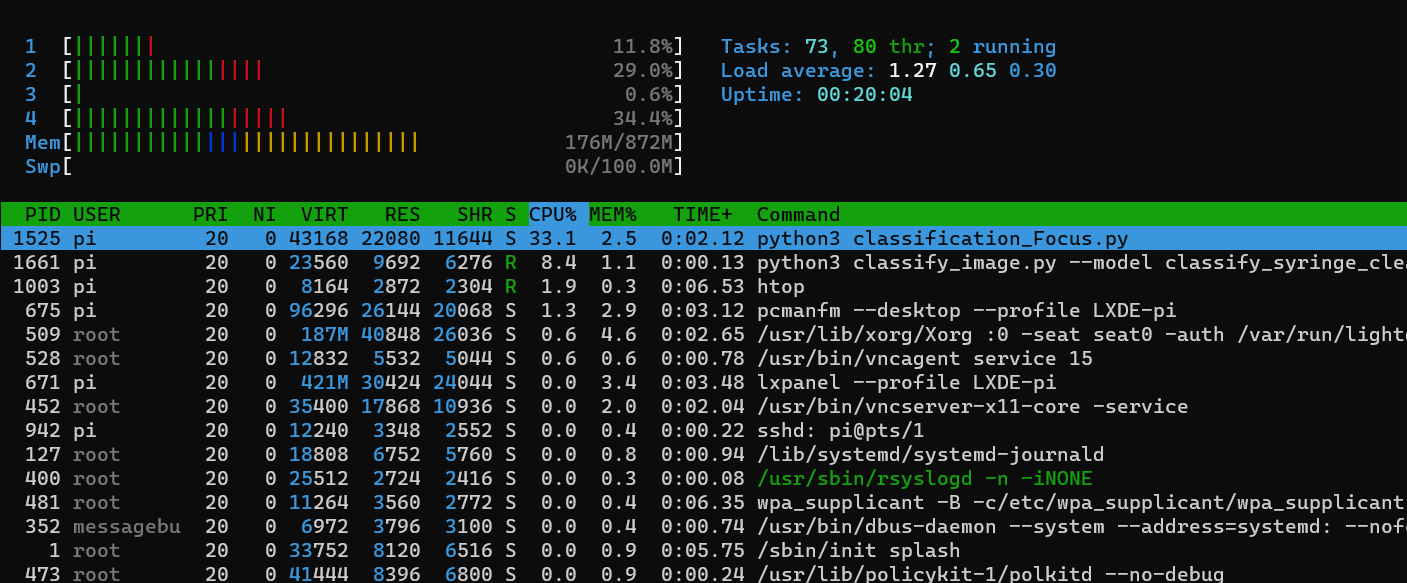 1 [||||||| 11.8%] Tasks: 73, 80 thr; 2 running
2 [|||||||||||||||| 29.0%] Load average: 1.27 0.65 0.30
3 [| 0.6%] Uptime: 00:20:04
4 [|||||||||||||||||| 34.4%]
Mem[||||||||||||||||||||||||||||| 176M/872M]
Swp[ 0K/100.0M]
PID USER PRI NI VIRT RES SHR S CPU% MEM% TIME+ Command
1525 pi 20 0 43168 22080 11644 S 33.1 2.5 0:02.12 python3 classification_Focus.py
1661 pi 20 0 23560 9692 6276 R 8.4 1.1 0:00.13 python3 classify_image.py --model classify_syringe_clea
1003 pi 20 0 8164 2872 2304 R 1.9 0.3 0:06.53 htop
675 pi 20 0 96296 26144 20068 S 1.3 2.9 0:03.12 pcmanfm --desktop --profile LXDE-pi
509 root 20 0 187M 40848 26036 S 0.6 4.6 0:02.65 /usr/lib/xorg/Xorg :0 -seat seat0 -auth /var/run/lightd
528 root 20 0 12832 5532 5044 S 0.6 0.6 0:00.78 /usr/bin/vncagent service 15
671 pi 20 0 421M 30424 24044 S 0.0 3.4 0:03.48 lxpanel --profile LXDE-pi
452 root 20 0 35400 17868 10936 S 0.0 2.0 0:02.04 /usr/bin/vncserver-x11-core -service
942 pi 20 0 12240 3348 2552 S 0.0 0.4 0:00.22 sshd: pi@pts/1
127 root 20 0 18808 6752 5760 S 0.0 0.8 0:00.94 /lib/systemd/systemd-journald
400 root 20 0 25512 2724 2416 S 0.0 0.3 0:00.08 /usr/sbin/rsyslogd -n -iNONE
481 root 20 0 11264 3560 2772 S 0.0 0.4 0:06.35 wpa_supplicant -B -c/etc/wpa_supplicant/wpa_supplicant
352 messagebu 20 0 6972 3796 3100 S 0.0 0.4 0:00.74 /usr/bin/dbus-daemon --system --address=systemd: --nofo
1 root 20 0 33752 8120 6516 S 0.0 0.9 0:05.75 /sbin/init splash
473 root 20 0 41444 8396 6800 S 0.0 0.9 0:00.24 /usr/lib/policykit-1/polkitd --no-debug